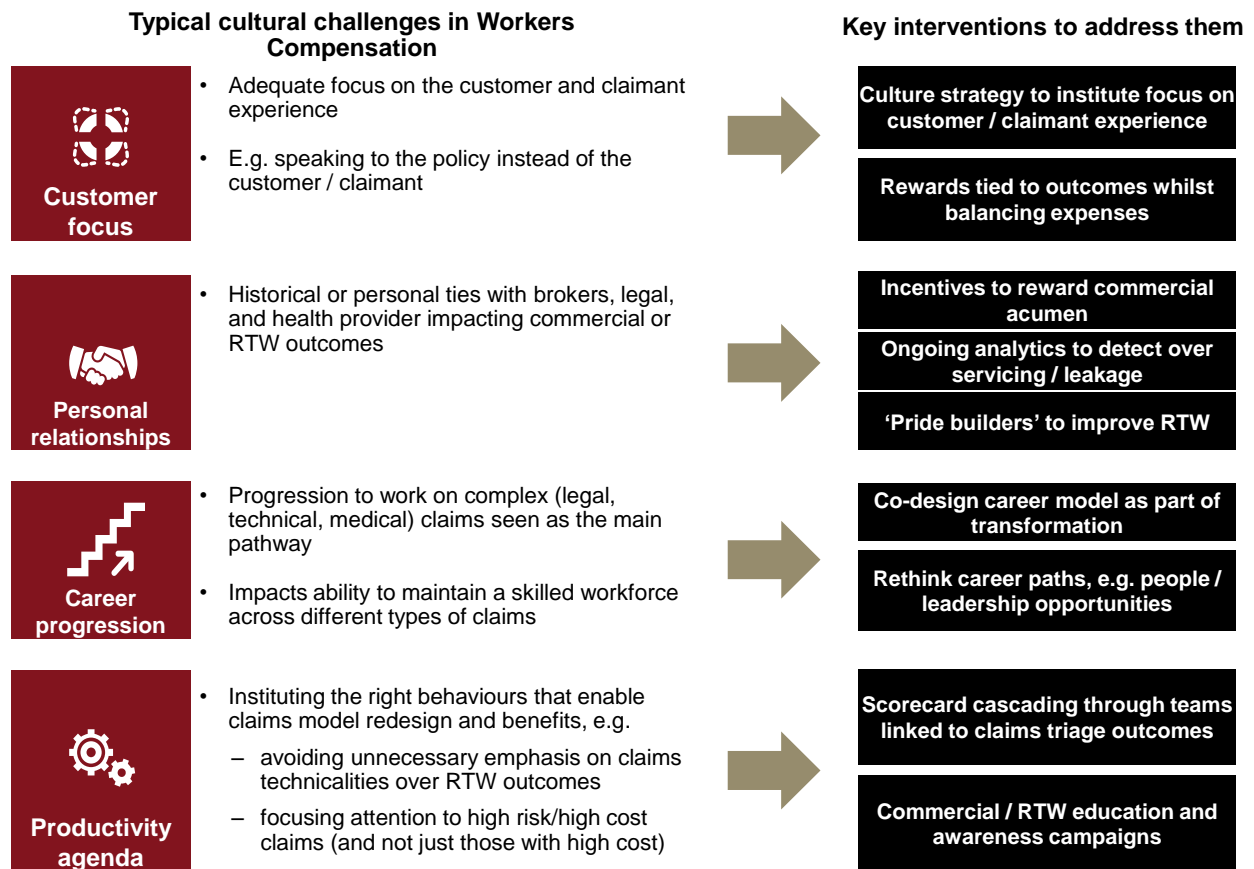 Typical cultural challenges in Workers
Compensation
Key interventions to address them
Customer
focus
• Adequate focus on the customer and claimant
experience
• E.g. speaking to the policy instead of the
customer / claimant
Culture strategy to institute focus on
customer / claimant experience
Rewards tied to outcomes whilst
balancing expenses
Personal
relationships
• Historical or personal ties with brokers, legal,
and health provider impacting commercial or
RTW outcomes
Incentives to reward commercial
acumen
Ongoing analytics to detect over
servicing / leakage
‘Pride builders’ to improve RTW
Career
progression
• Progression to work on complex (legal,
technical, medical) claims seen as the main
pathway
• Impacts ability to maintain a skilled workforce
across different types of claims
Co-design career model as part of
transformation
Rethink career paths, e.g. people /
leadership opportunities
Productivity
agenda
• Instituting the right behaviours that enable
claims model redesign and benefits, e.g.
– avoiding unnecessary emphasis on claims
technicalities over RTW outcomes
– focusing attention to high risk/high cost
claims (and not just those with high cost)
Scorecard cascading through teams
linked to claims triage outcomes
Commercial / RTW education and
awareness campaigns